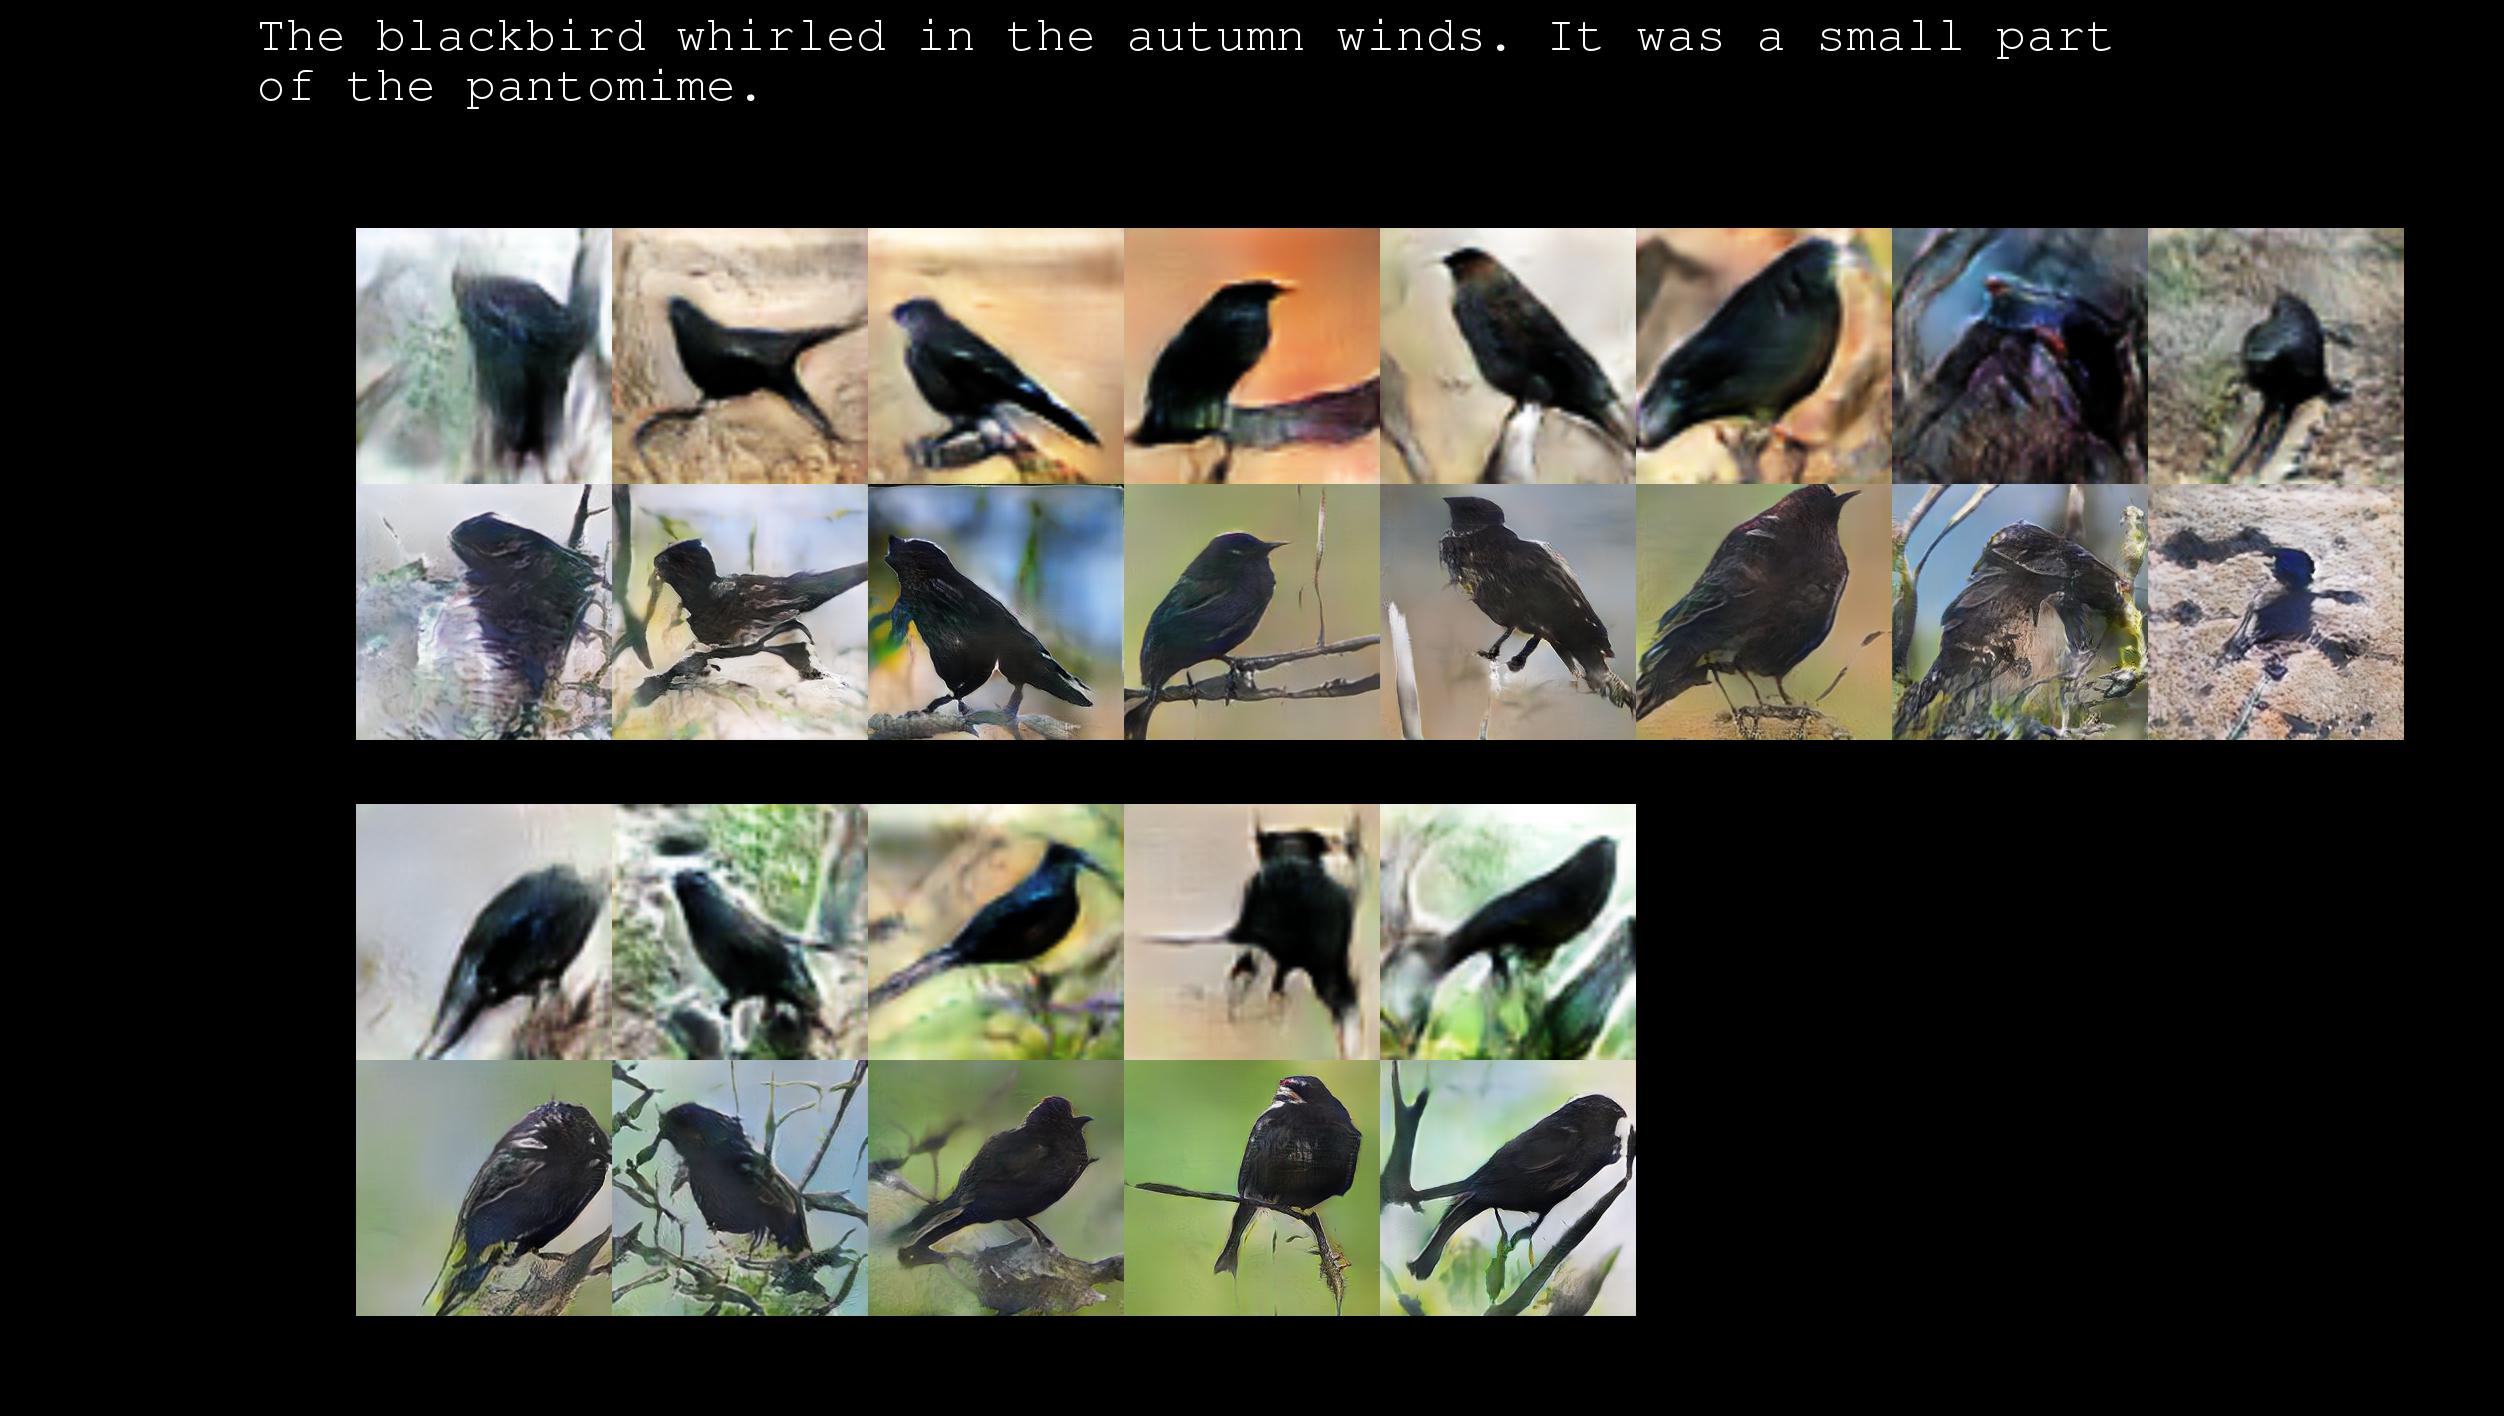 The blackbird whirled in the autumn winds. It was a small part
of the pantomime.